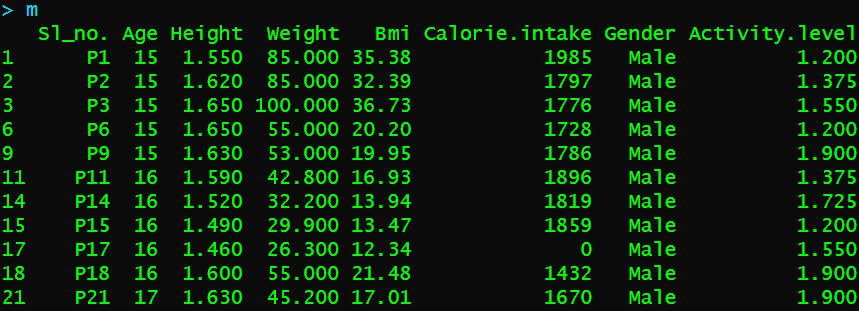 > m
Sl_no. Age Height Weight Bmi Calorie.intake Gender Activity.level
1 P1 15 1.550 85.000 35.38 1985 Male 1.200
2 P2 15 1.620 85.000 32.39 1797 Male 1.375
3 P3 15 1.650 100.000 36.73 1776 Male 1.550
6 P6 15 1.650 55.000 20.20 1728 Male 1.200
9 P9 15 1.630 53.000 19.95 1786 Male 1.900
11 P11 16 1.590 42.800 16.93 1896 Male 1.375
14 P14 16 1.520 32.200 13.94 1819 Male 1.725
15 P15 16 1.490 29.900 13.47 1859 Male 1.200
17 P17 16 1.460 26.300 12.34 0 Male 1.550
18 P18 16 1.600 55.000 21.48 1432 Male 1.900
21 P21 17 1.630 45.200 17.01 1670 Male 1.900